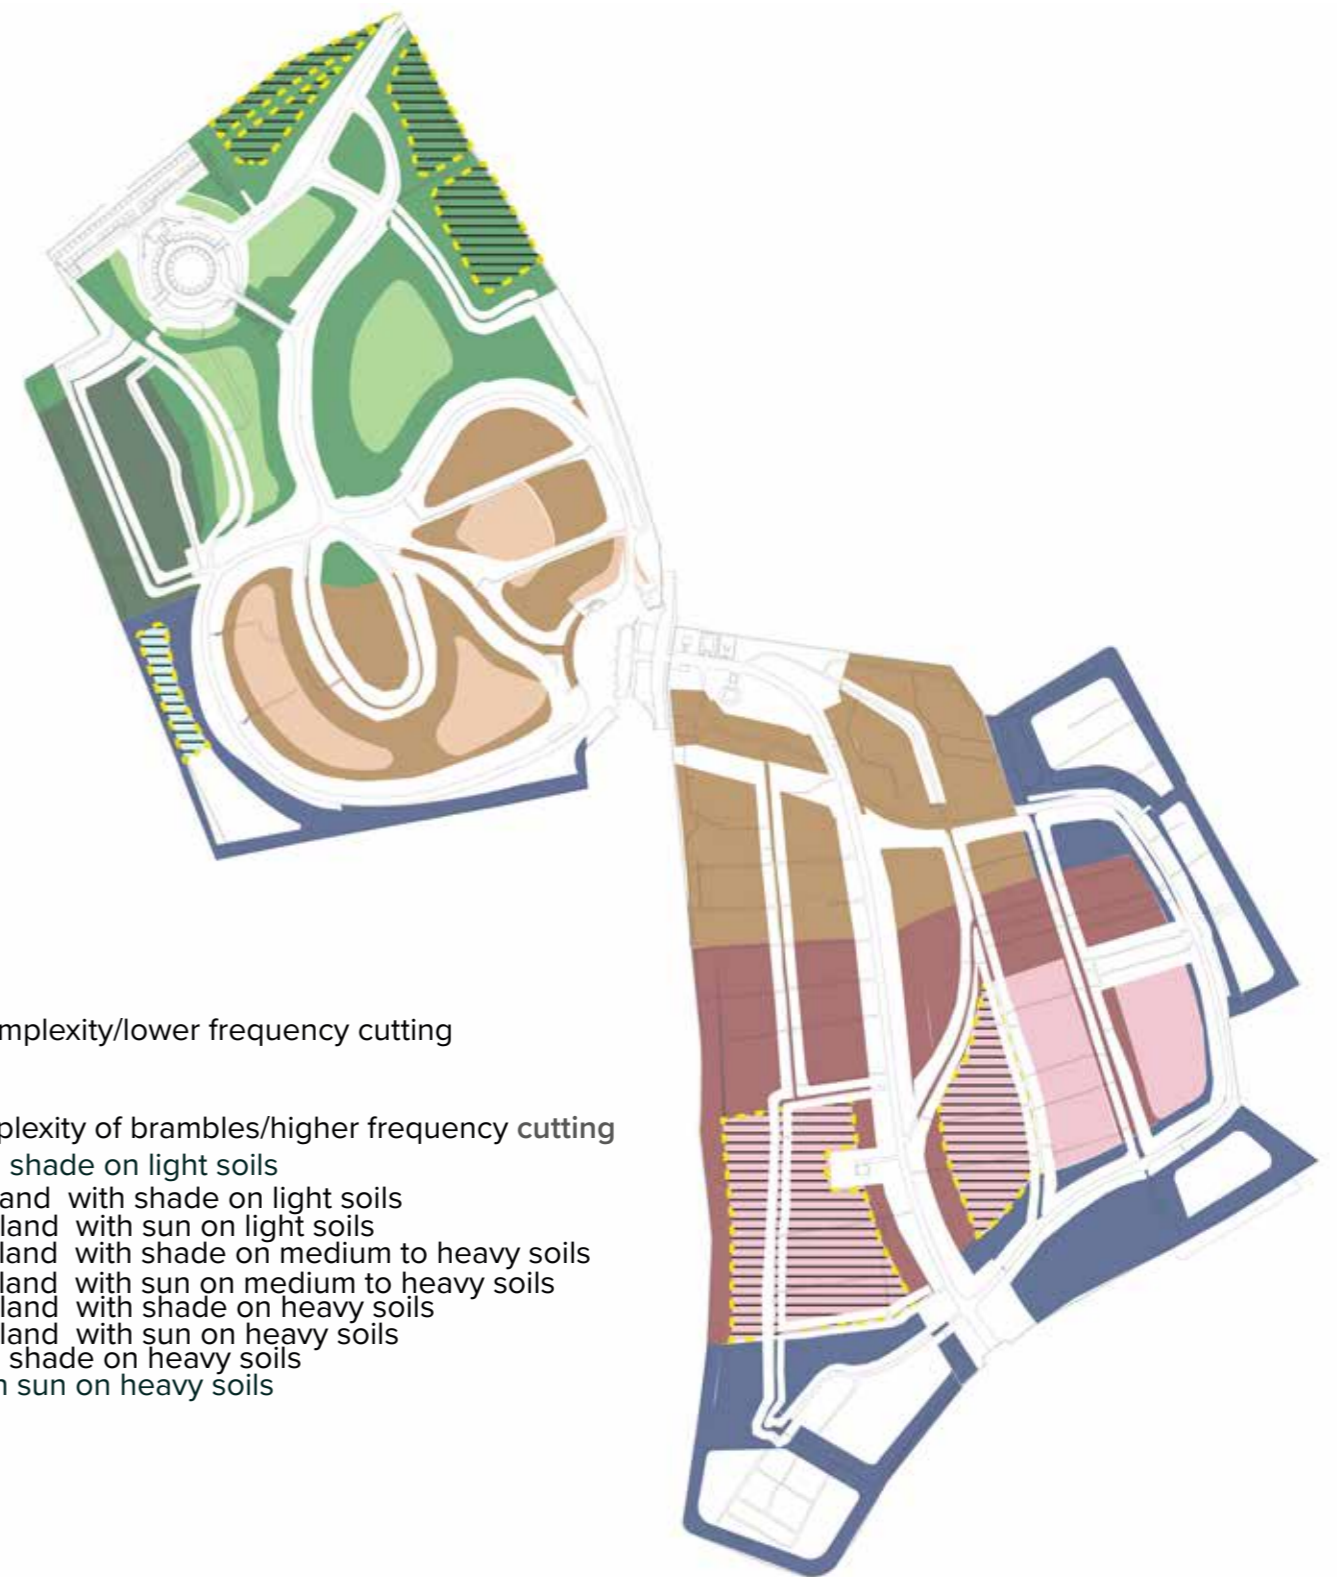 mplexity/lower frequency cutting
plexity of brambles/higher frequency cutting
shade on light soils
and with shade on light soils
land with sun on light soils
land with shade on medium to heavy soils
land with sun on medium to heavy soils
land with shade on heavy soils
land with sun on heavy soils
shade on heavy soils
n sun on heavy soils